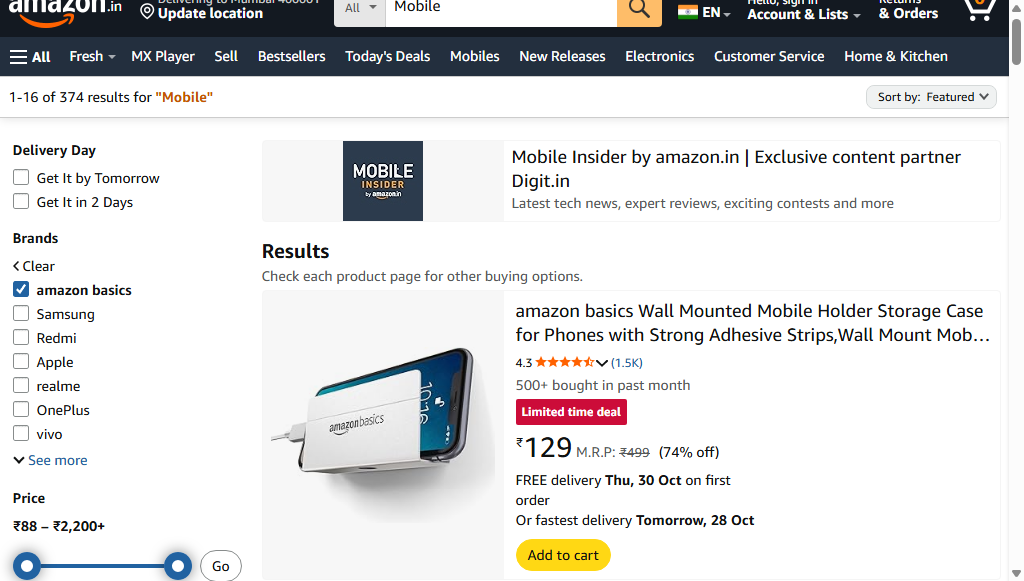 amazon.in
Delivering to Mumbai 400001
Update location
All
Mobile
EN
Hello, sign in
Account & Lists
Returns
& Orders
0
All
Fresh
MX Player
Sell
Bestsellers
Today's Deals
Mobiles
New Releases
Electronics
Customer Service
Home & Kitchen
1-16 of 374 results for "Mobile"
Sort by: Featured
Delivery Day
Get It by Tomorrow
Get It in 2 Days
Brands
Clear
amazon basics
Samsung
Redmi
Apple
realme
OnePlus
vivo
See more
Price
₹88 – ₹2,200+
Go
MOBILE
INSIDER
by amazon.in
Mobile Insider by amazon.in | Exclusive content partner
Digit.in
Latest tech news, expert reviews, exciting contests and more
Results
Check each product page for other buying options.
amazonbasics
10:16
amazon basics Wall Mounted Mobile Holder Storage Case
for Phones with Strong Adhesive Strips,Wall Mount Mob…
4.3 (1.5K)
500+ bought in past month
Limited time deal
₹129 M.R.P: ₹499 (74% off)
FREE delivery Thu, 30 Oct on first
order
Or fastest delivery Tomorrow, 28 Oct
Add to cart